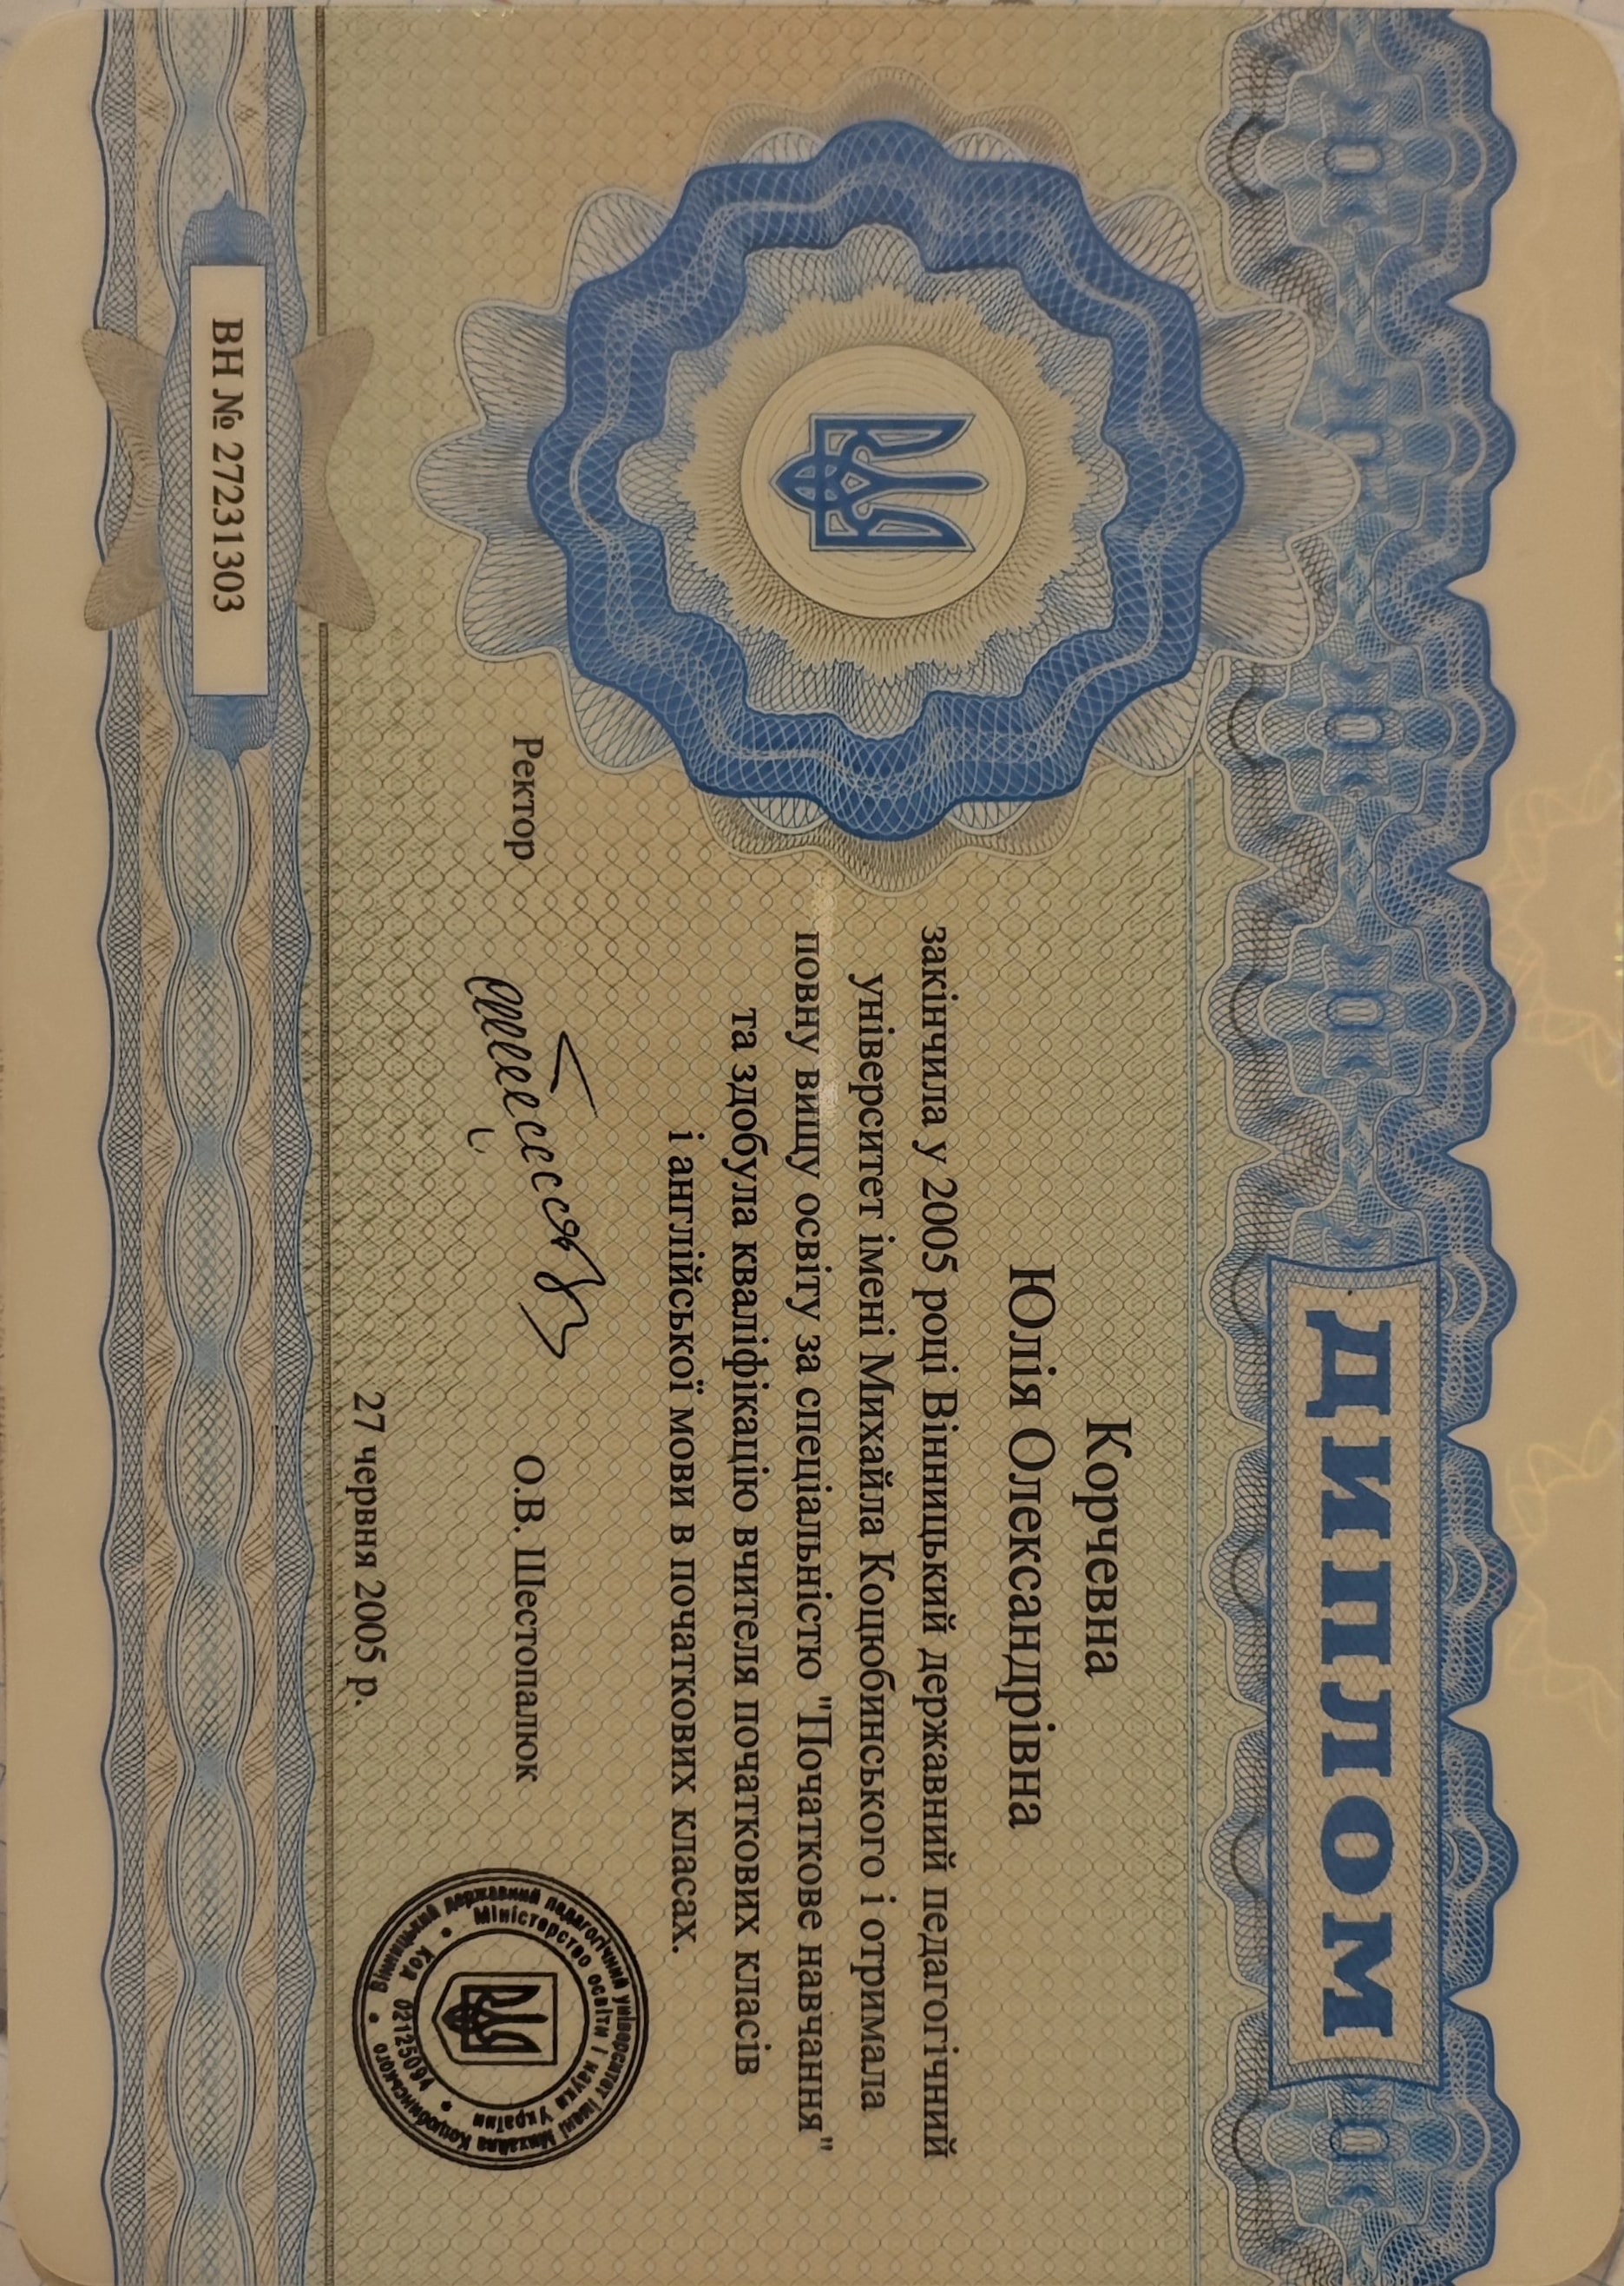 ДИПЛОМ
Корчевна
Юлія Олександрівна
закінчила у 2005 році Вінницький державний педагогічний
університет імені Михайла Коцюбинського і отримала
повну вищу освіту за спеціальністю "Початкове навчання"
та здобула кваліфікацію вчителя початкових класів
і англійської мови в початкових класах.
Ректор
О.В. Шестопалюк
27 червня 2005 р.
Вінницький державний педагогічний університет імені Михайла Коцюбинського
Міністерство освіти і науки України
Код 02125094
ВН № 27231303